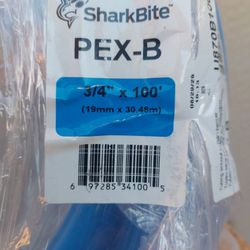 SharkBite
PEX-B
3/4" x 100'
(19mm x 30.48m)
6 97285 34100 5